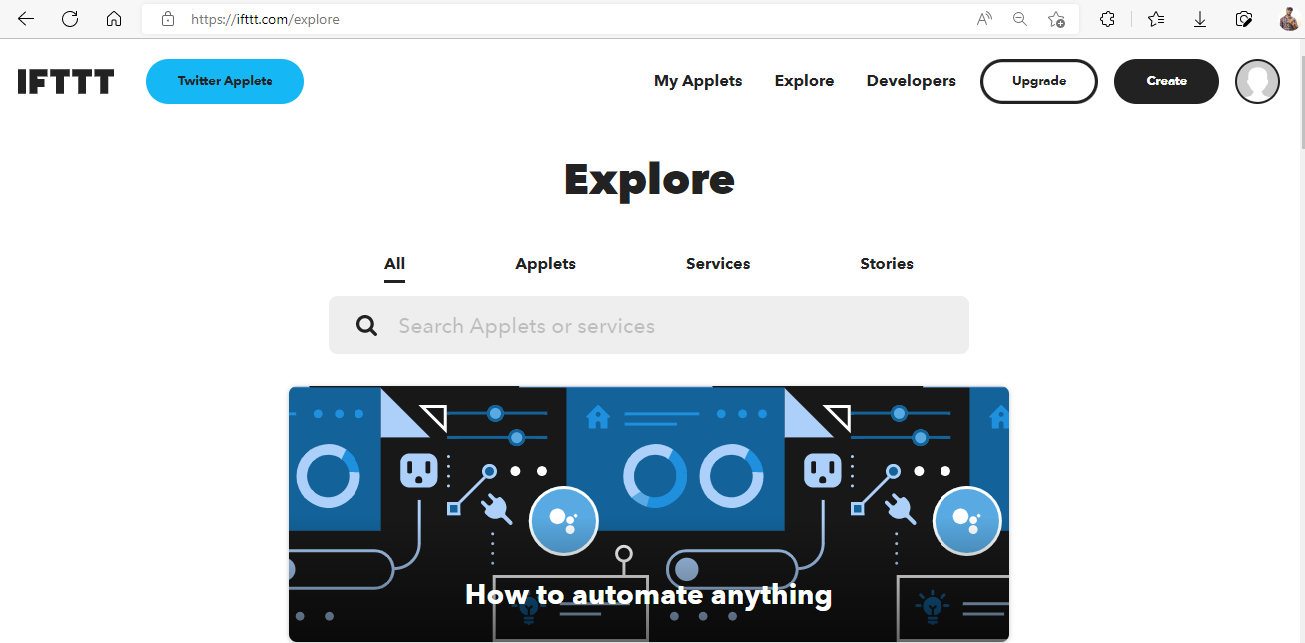 https://ifttt.com/explore
IFTTT
Twitter Applets
My Applets
Explore
Developers
Upgrade
Create
Explore
All
Applets
Services
Stories
Search Applets or services
How to automate anything